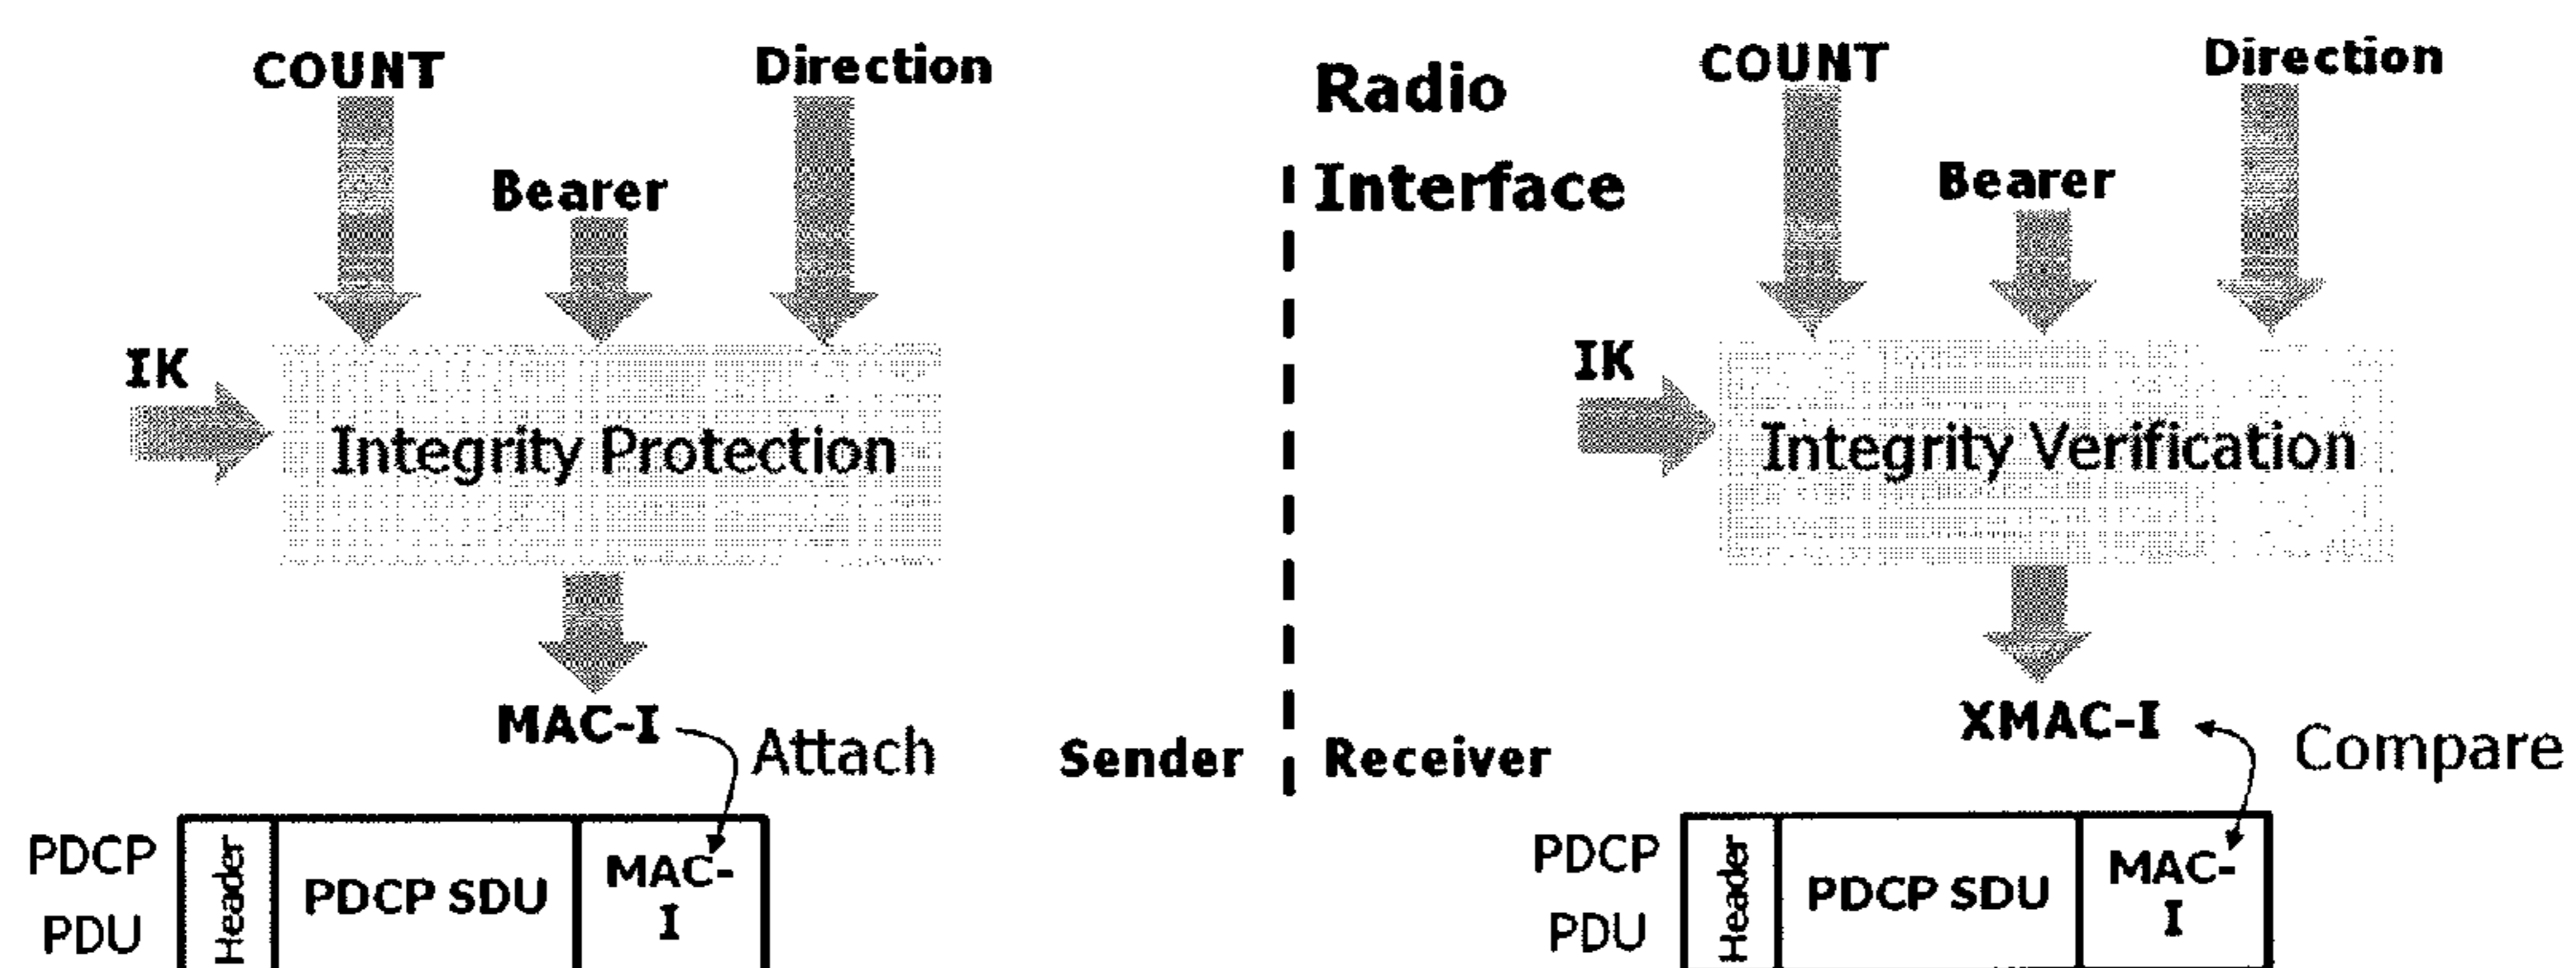 COUNT
Direction
Bearer
IK
Integrity Protection
MAC-I
Attach
PDCP
PDU
Header
PDCP SDU
MAC-
I
Radio
Interface
Sender
Receiver
COUNT
Direction
Bearer
IK
Integrity Verification
XMAC-I
Compare
PDCP
PDU
Header
PDCP SDU
MAC-
I